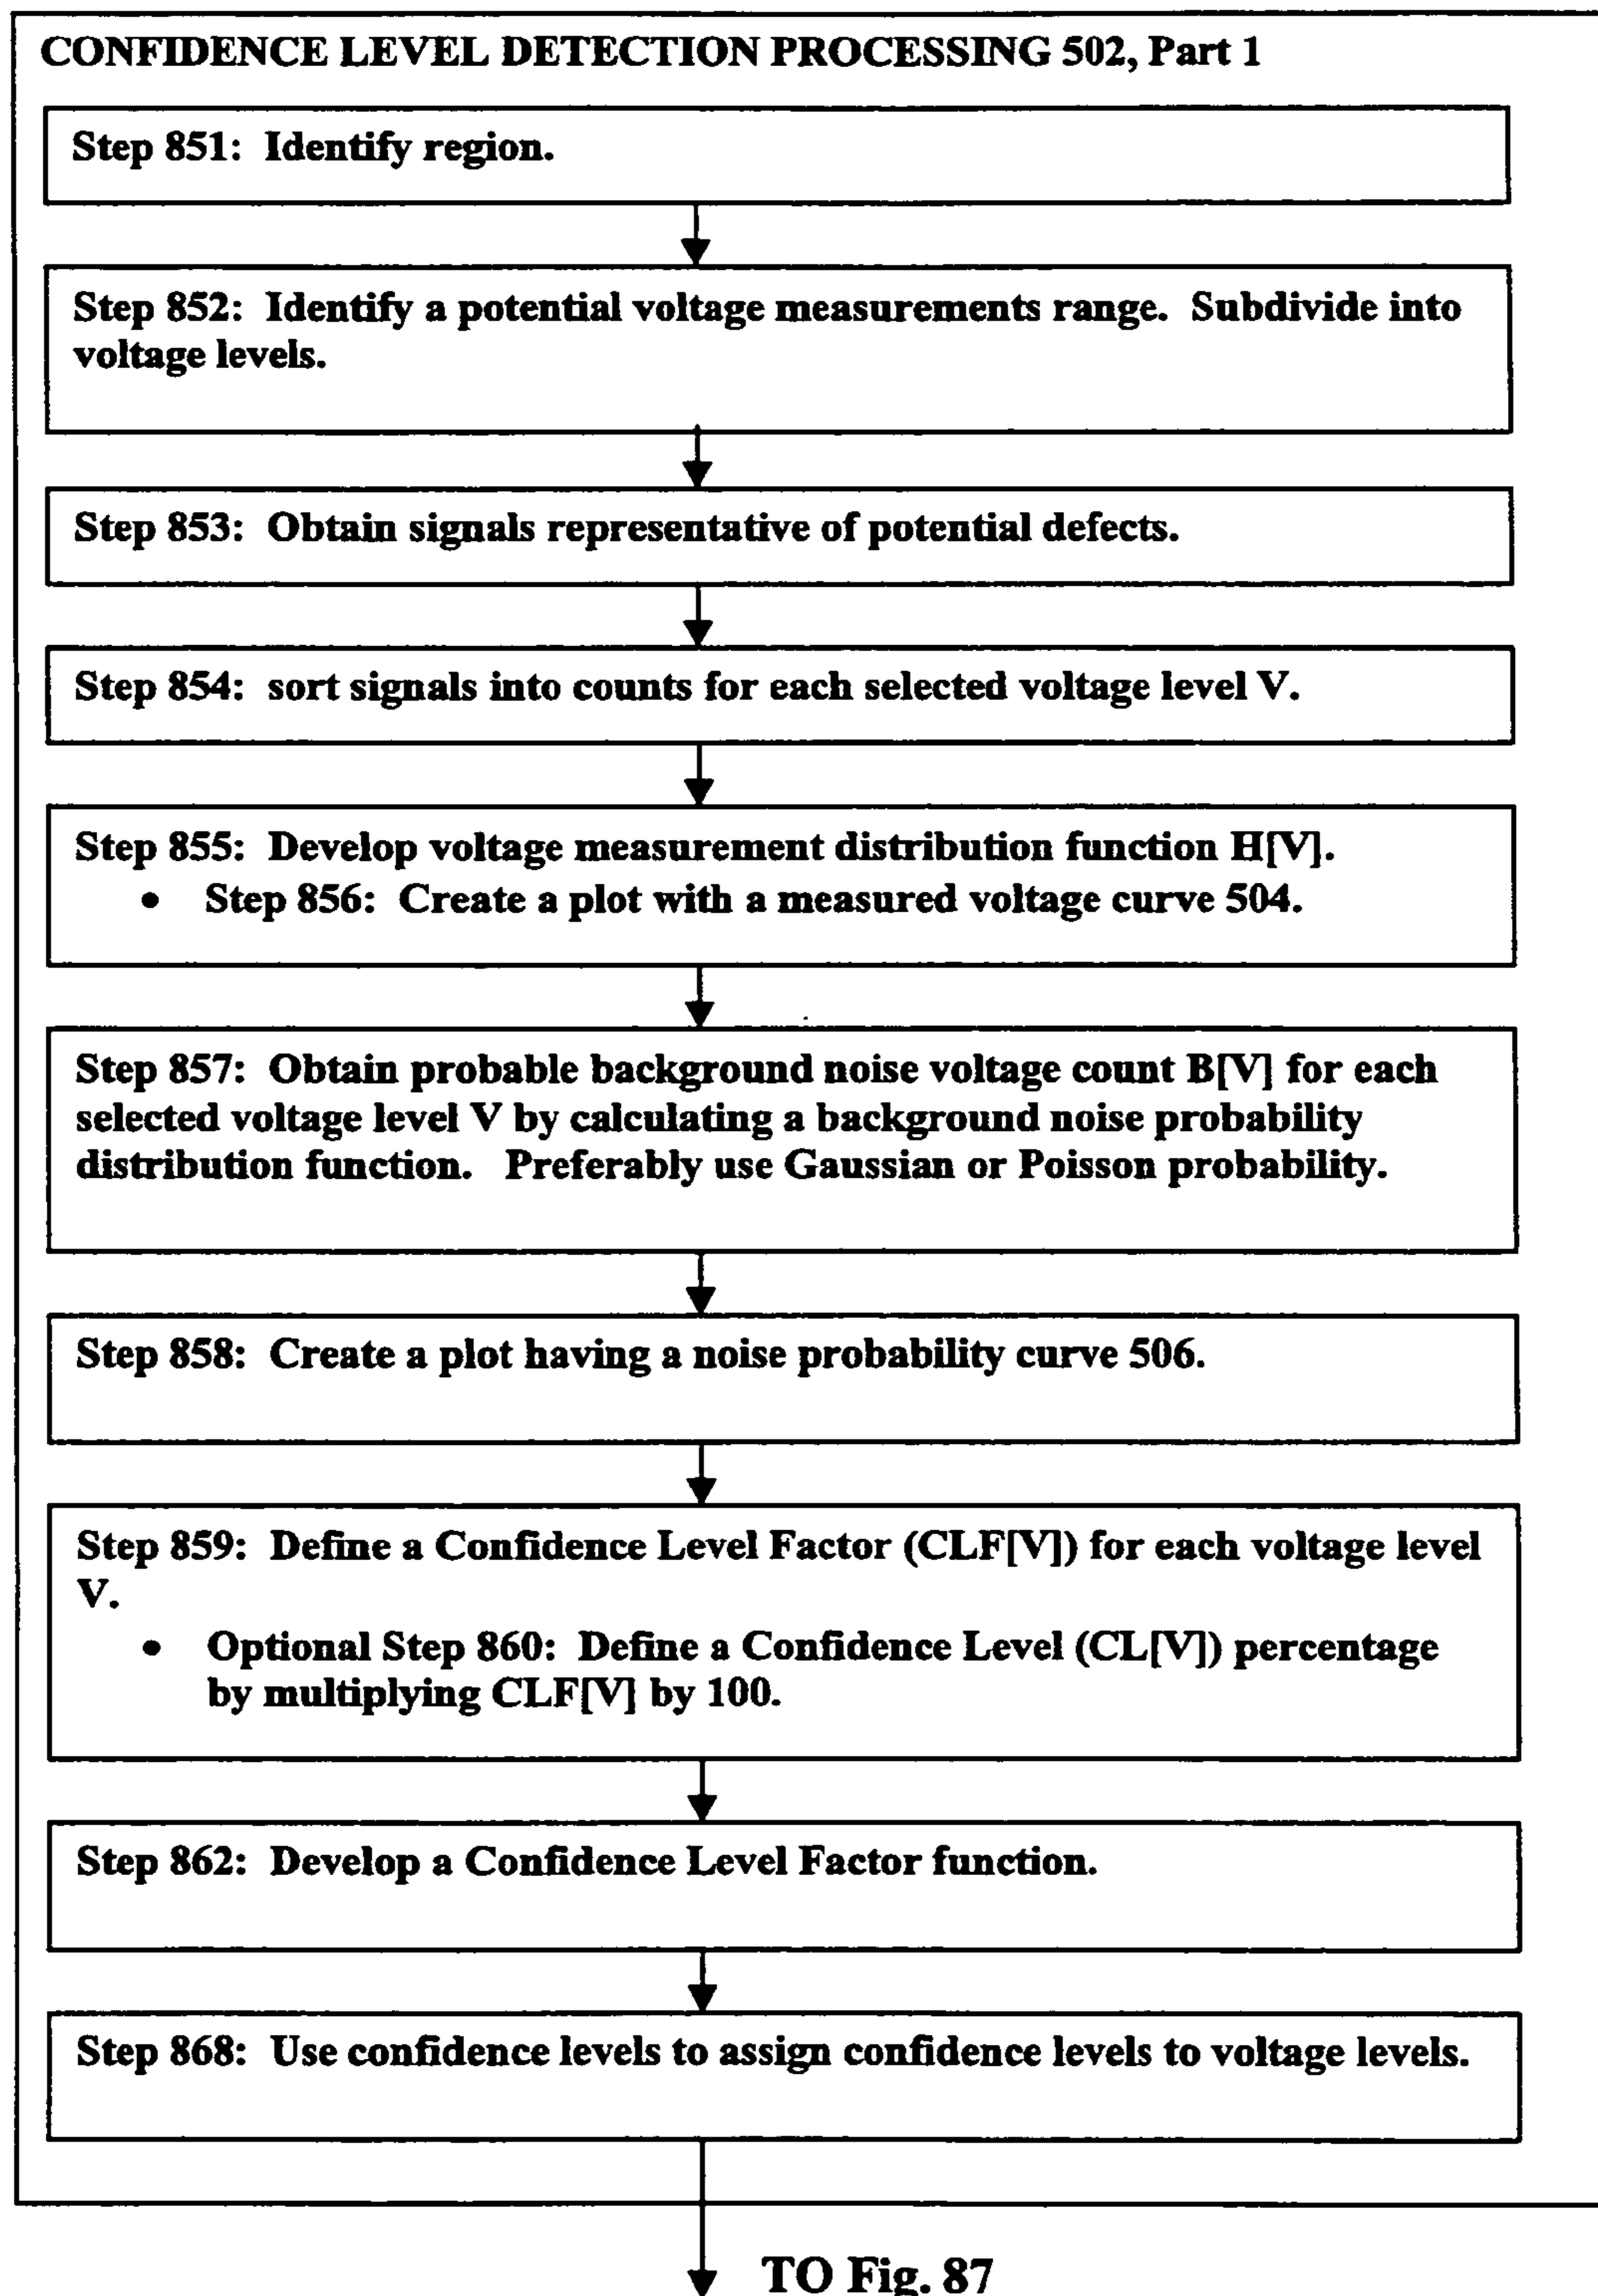 CONFIDENCE LEVEL DETECTION PROCESSING 502, Part 1
Step 851: Identify region.
Step 852: Identify a potential voltage measurements range. Subdivide into
voltage levels.
Step 853: Obtain signals representative of potential defects.
Step 854: sort signals into counts for each selected voltage level V.
Step 855: Develop voltage measurement distribution function H[V].
• Step 856: Create a plot with a measured voltage curve 504.
Step 857: Obtain probable background noise voltage count B[V] for each
selected voltage level V by calculating a background noise probability
distribution function. Preferably use Gaussian or Poisson probability.
Step 858: Create a plot having a noise probability curve 506.
Step 859: Define a Confidence Level Factor (CLF[V]) for each voltage level
V.
• Optional Step 860: Define a Confidence Level (CL[V]) percentage
by multiplying CLF[V] by 100.
Step 862: Develop a Confidence Level Factor function.
Step 868: Use confidence levels to assign confidence levels to voltage levels.
TO Fig. 87